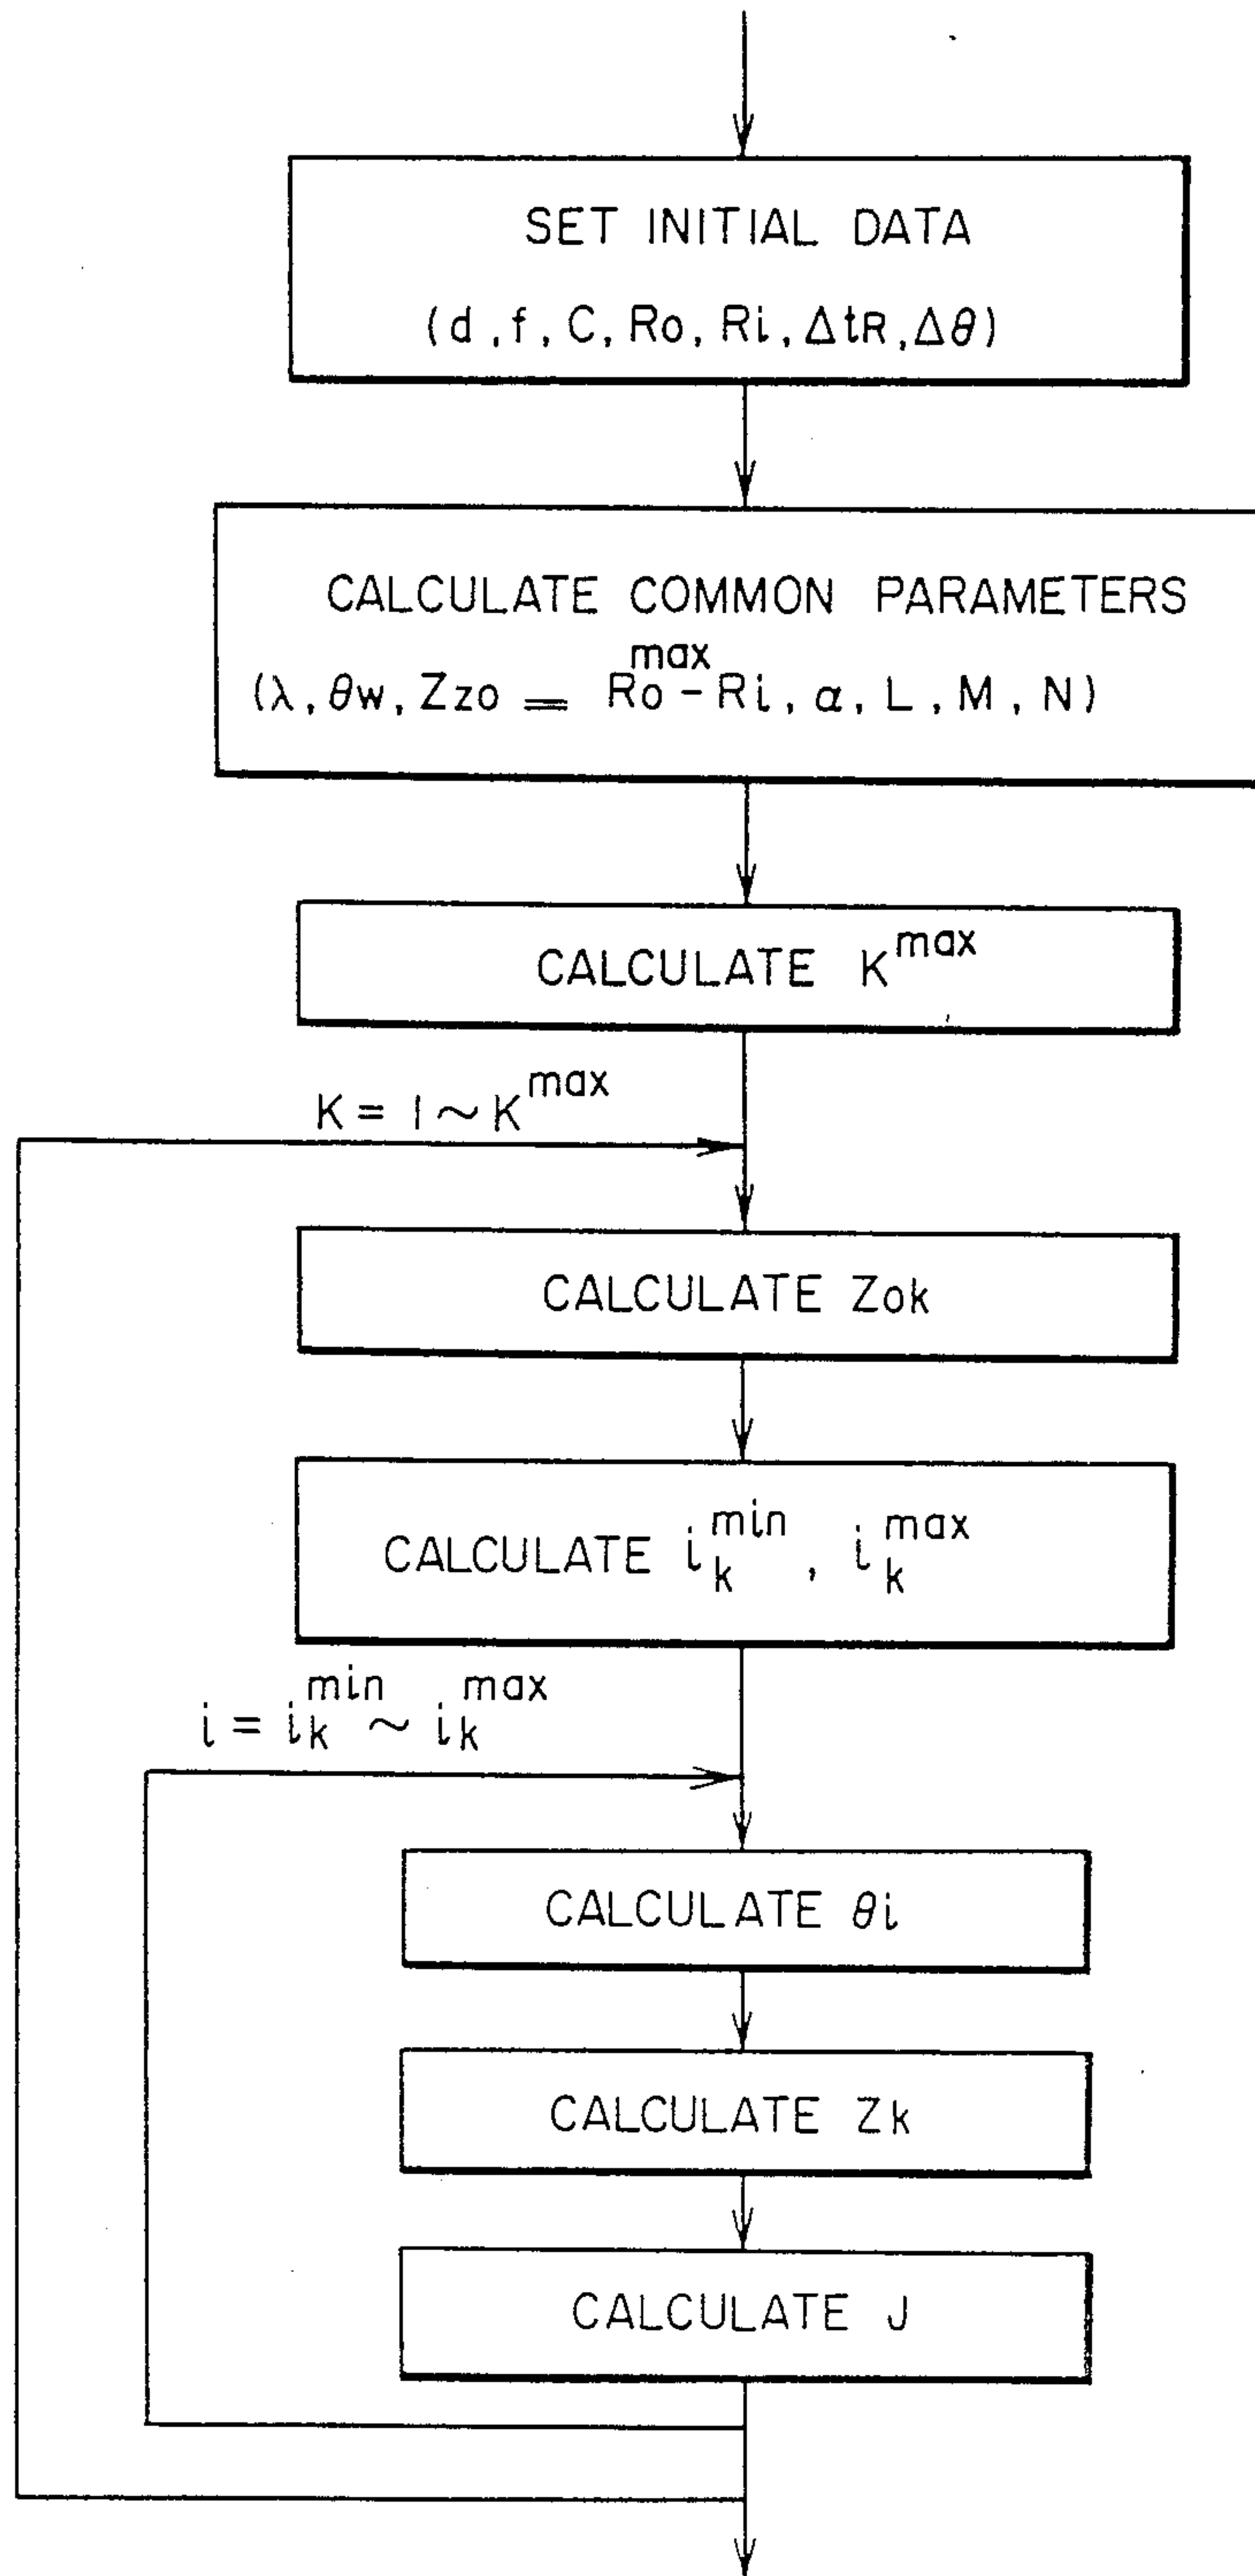 SET INITIAL DATA
(d, f, C, Ro, Ri, ΔtR, Δθ)
CALCULATE COMMON PARAMETERS
(λ, θw, Zzo = Ro^max - Ri, α, L, M, N)
CALCULATE K^max
K = 1 ~ K^max
CALCULATE Zok
CALCULATE i_k^min, i_k^max
i = i_k^min ~ i_k^max
CALCULATE θi
CALCULATE Zk
CALCULATE J